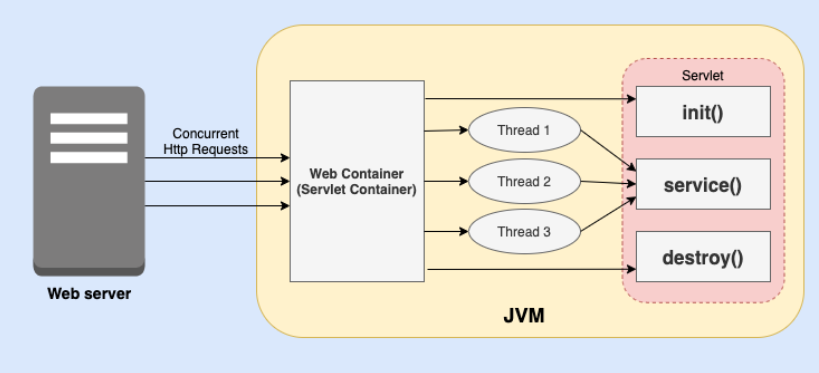 Servlet
init()
Concurrent
Http Requests
Thread 1
Web Container
(Servlet Container)
Thread 2
service()
Thread 3
destroy()
Web server
JVM